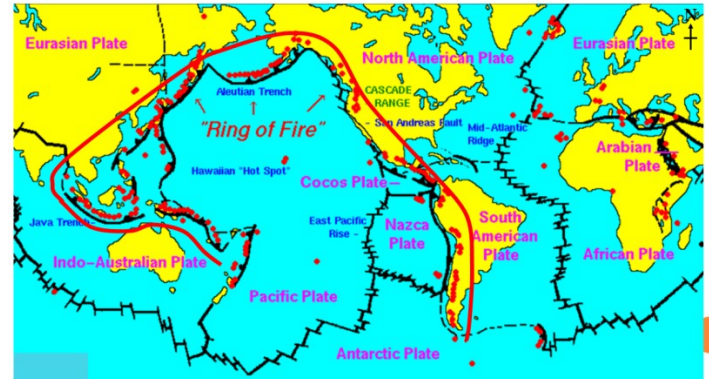 N
Eurasian Plate
North American Plate
Eurasian Plate
Aleutian Trench
CASCADE
RANGE
"Ring of Fire"
San Andreas Fault
Mid-Atlantic
Ridge
Arabian
Plate
Hawaiian "Hot Spot"
Cocos Plate
Java Trench
East Pacific
Rise
Nazca
Plate
South
American
Plate
Indo-Australian Plate
African Plate
Pacific Plate
Antarctic Plate